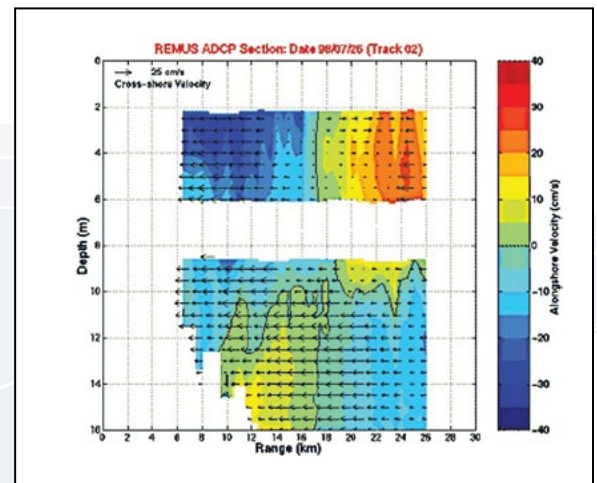 REMUS ADCP Section: Date 98/07/26 (Track 02)
25 cm/s
Cross-shore Velocity
0
2
4
6
8
10
12
14
16
Depth (m)
0 2 4 6 8 10 12 14 16 18 20 22 24 26 28 30
Range (km)
40
30
20
10
0
-10
-20
-30
-40
Alongshore Velocity (cm/s)